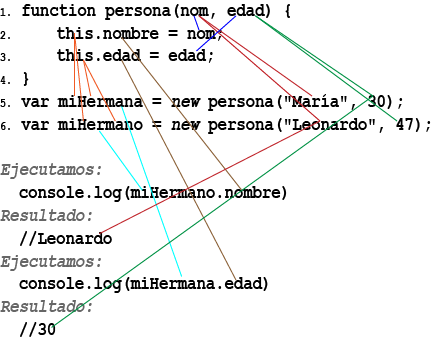 1. function persona(nom, edad) {
2. this.nombre = nom;
3. this.edad = edad;
4. }
5. var miHermana = new persona("María", 30);
6. var miHermano = new persona("Leonardo", 47);
Ejecutamos:
console.log(miHermano.nombre)
Resultado:
//Leonardo
Ejecutamos:
console.log(miHermana.edad)
Resultado:
//30